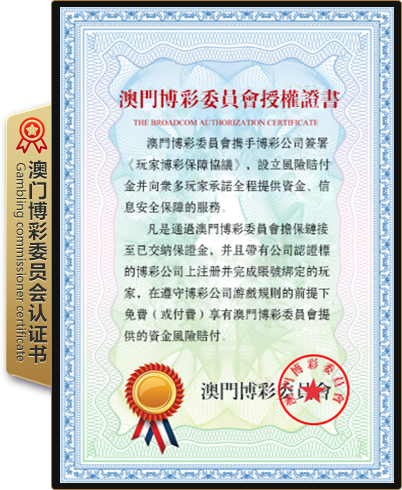 澳門博彩委員會授權證書
THE BROADCOM AUTHORIZATION CERTIFICATE
澳門博彩委員會攜手博彩公司簽署
《玩家博彩保障協議》，設立風險賠付
金并向衆多玩家承諾全程提供資金、信
息安全保障的服務。
凡是通過澳門博彩委員會擔保鏈接
至已交納保證金，并且帶有公司認證標
的博彩公司上注册并完成賬號綁定的玩
家，在遵守博彩公司游戲規則的前提下
免費（或付費）享有澳門博彩委員會提
供的資金風險賠付。
澳門博彩委員會
澳門博彩委員會
澳门博彩委员会认证书
Gambling commissioner certificate